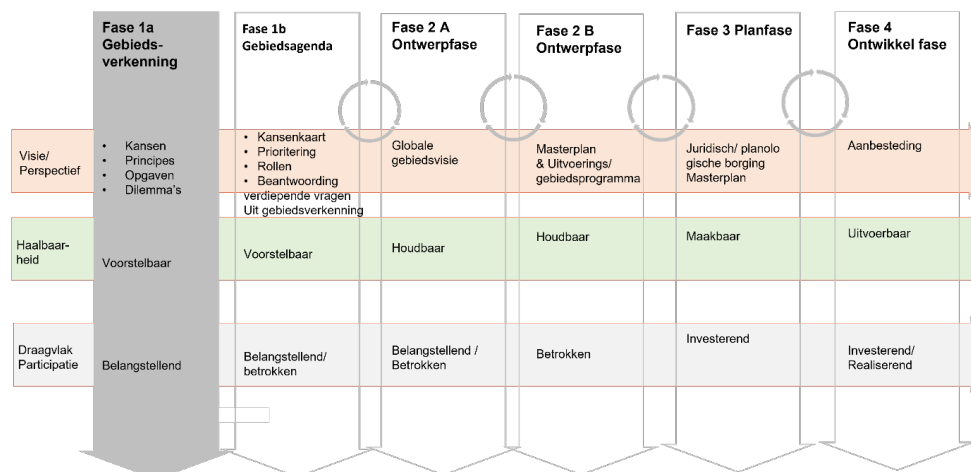 Fase 1a
Gebieds-
verkenning
Fase 1b
Gebiedsagenda
Fase 2 A
Ontwerpfase
Fase 2 B
Ontwerpfase
Fase 3 Planfase
Fase 4
Ontwikkel fase
Visie/
Perspectief
• Kansen
• Principes
• Opgaven
• Dilemma's
• Kansenkaart
• Prioritering
• Rollen
• Beantwoording
verdiepende vragen
Uit gebiedsverkenning
Globale
gebiedsvisie
Masterplan
& Uitvoerings/
gebiedsprogramma
Juridisch/ planolo
gische borging
Masterplan
Aanbesteding
Haalbaar-
heid
Voorstelbaar
Voorstelbaar
Houdbaar
Houdbaar
Maakbaar
Uitvoerbaar
Draagvlak
Participatie
Belangstellend
Belangstellend/
betrokken
Belangstellend /
Betrokken
Betrokken
Investerend
Investerend/
Realiserend